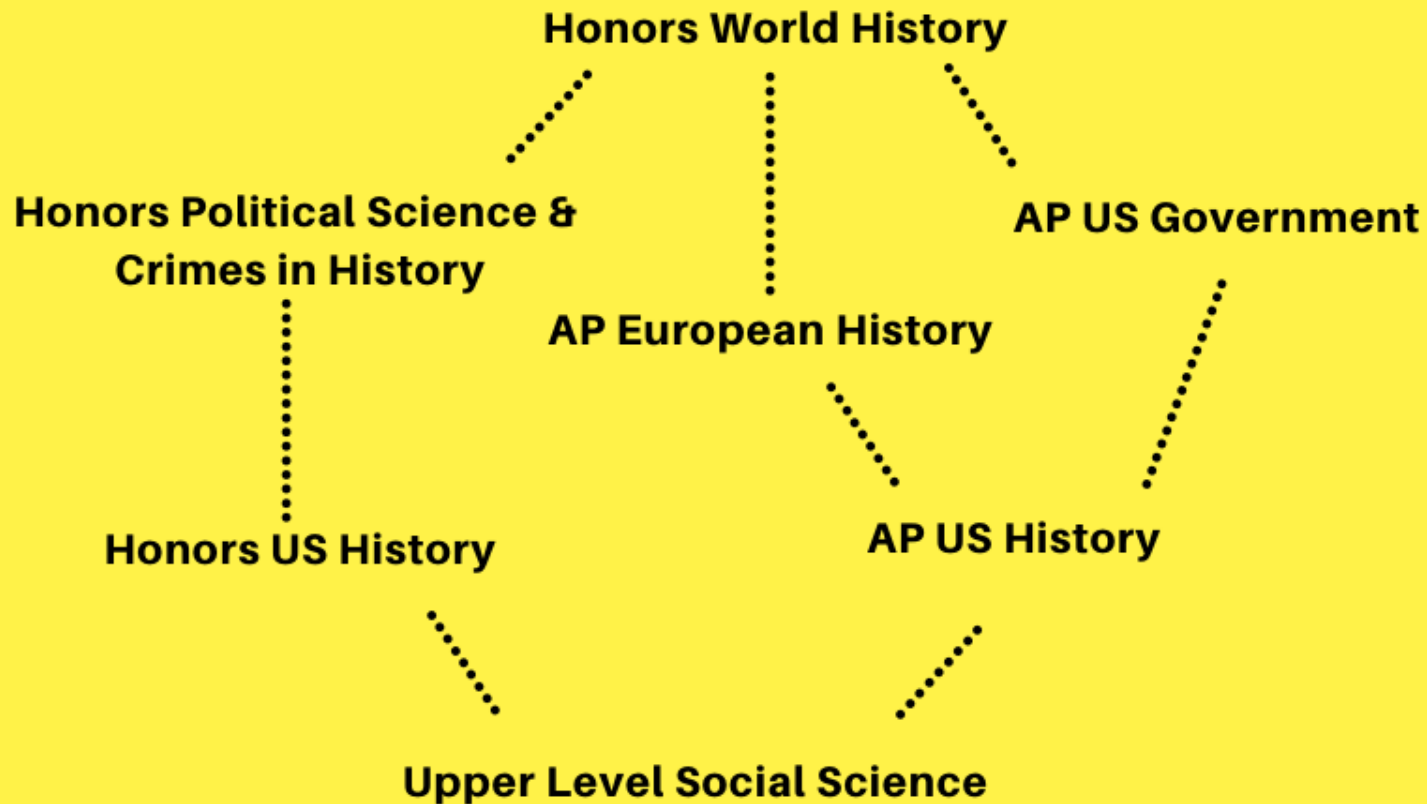 Honors World History
Honors Political Science &
Crimes in History
AP US Government
AP European History
Honors US History
AP US History
Upper Level Social Science